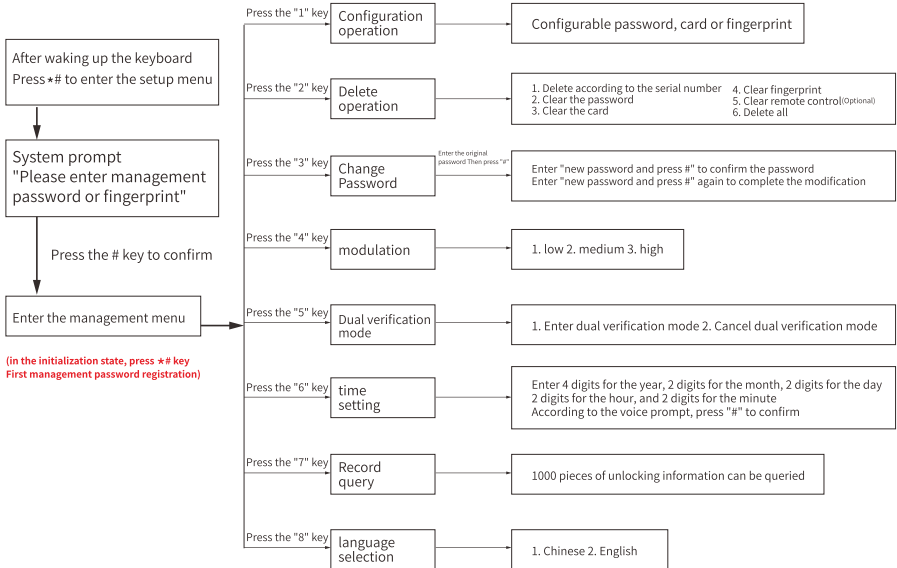 After waking up the keyboard
Press*# to enter the setup menu
System prompt
"Please enter management
password or fingerprint"
Press the # key to confirm
Enter the management menu
(in the initialization state, press *# key
First management password registration)
Press the "1" key
Configuration
operation
Configurable password, card or fingerprint
Press the "2" key
Delete
operation
1. Delete according to the serial number
2. Clear the password
3. Clear the card
4. Clear fingerprint
5. Clear remote control(Optional)
6. Delete all
Press the "3" key
Change
Password
Enter the original
password Then press "#"
Enter "new password and press #" to confirm the password
Enter "new password and press #" again to complete the modification
Press the "4" key
modulation
1. low 2. medium 3. high
Press the "5" key
Dual verification
mode
1. Enter dual verification mode 2. Cancel dual verification mode
Press the "6" key
time
setting
Enter 4 digits for the year, 2 digits for the month, 2 digits for the day
2 digits for the hour, and 2 digits for the minute
According to the voice prompt, press "#" to confirm
Press the "7" key
Record
query
1000 pieces of unlocking information can be queried
Press the "8" key
language
selection
1. Chinese 2. English